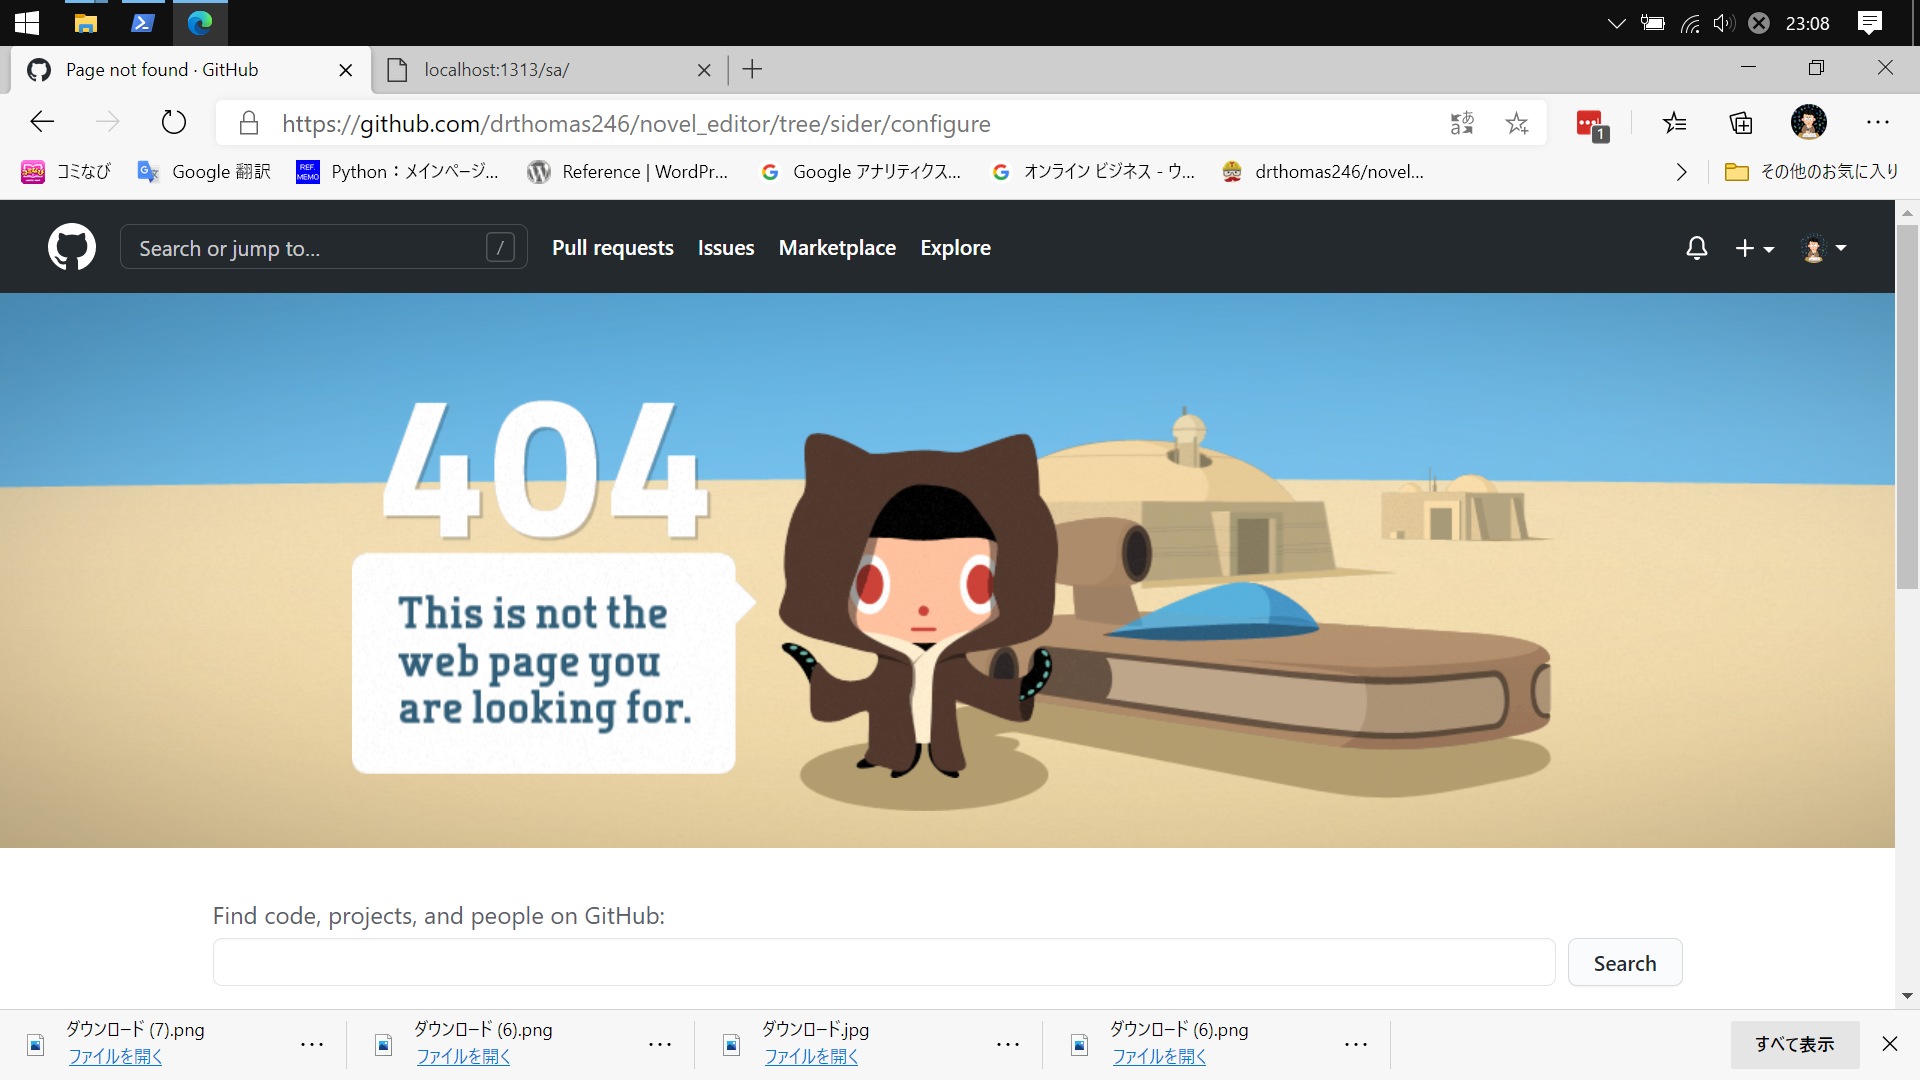 23:08
Page not found · GitHub
localhost:1313/sa/
https://github.com/drthomas246/novel_editor/tree/sider/configure
1
コミなび
Google 翻訳
REF. MEMO
Python：メインページ...
Reference | WordPr...
Google アナリティクス...
オンライン ビジネス - ウ...
drthomas246/novel...
その他のお気に入り
Search or jump to...
/
Pull requests
Issues
Marketplace
Explore
404
This is not the
web page you
are looking for.
Find code, projects, and people on GitHub:
Search
ダウンロード (7).png
ファイルを開く
ダウンロード (6).png
ファイルを開く
ダウンロード.jpg
ファイルを開く
ダウンロード (6).png
ファイルを開く
すべて表示